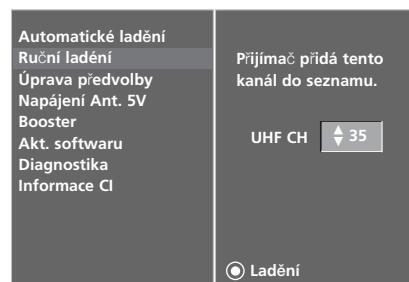 Automatické ladění
Ruční ladéní
Úprava předvolby
Napájení Ant. 5V
Booster
Akt. softwaru
Diagnostika
Informace CI
Přijímač přidá tento
kanál do seznamu.
UHF CH 35
Ladění